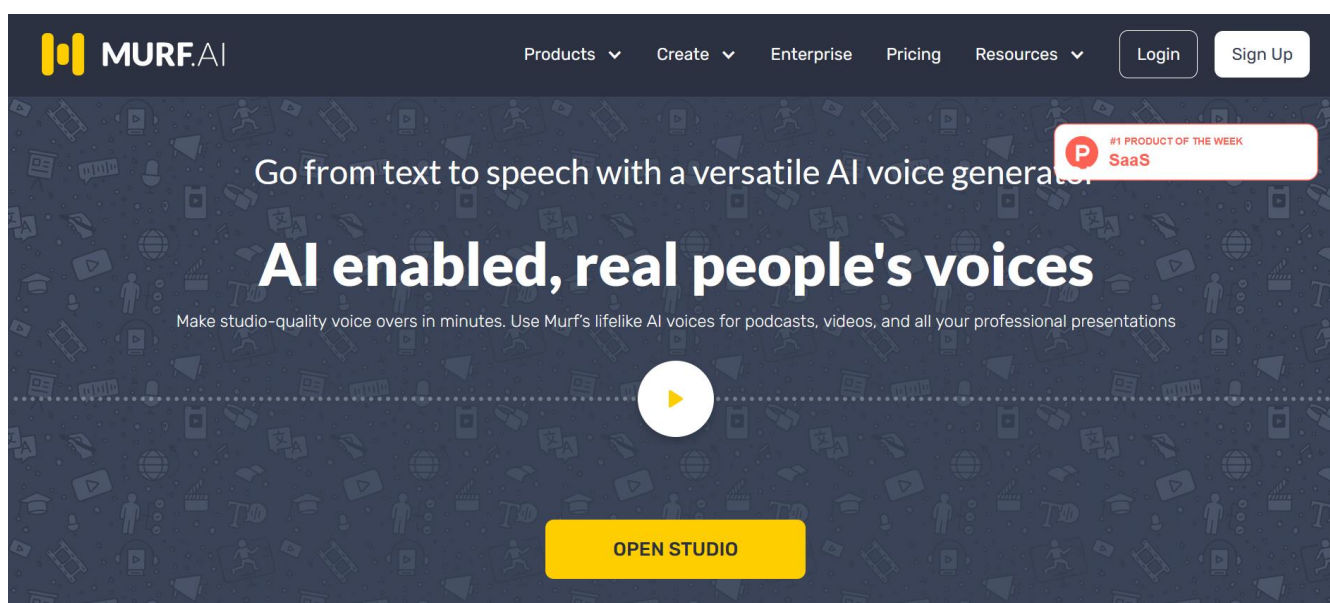 MURF.AI
Products
Create
Enterprise
Pricing
Resources
Login
Sign Up
#1 PRODUCT OF THE WEEK
SaaS
Go from text to speech with a versatile AI voice generator
AI enabled, real people's voices
Make studio-quality voice overs in minutes. Use Murf's lifelike AI voices for podcasts, videos, and all your professional presentations
OPEN STUDIO